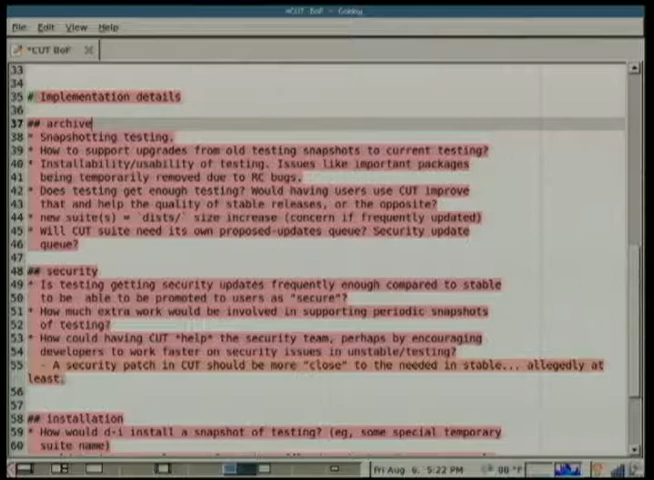 *CUT BoF - Gobby
File Edit View Help
*CUT BoF
33
34
35 # Implementation details
36
37 ## archive
38 * Snapshotting testing.
39 * How to support upgrades from old testing snapshots to current testing?
40 * Installability/usability of testing. Issues like important packages
41 being temporarily removed due to RC bugs.
42 * Does testing get enough testing? Would having users use CUT improve
43 that and help the quality of stable releases, or the opposite?
44 * new suite(s) = `dists/` size increase (concern if frequently updated)
45 * Will CUT suite need its own proposed-updates queue? Security update
46 queue?
47
48 ## security
49 * Is testing getting security updates frequently enough compared to stable
50 to be able to be promoted to users as "secure"?
51 * How much extra work would be involved in supporting periodic snapshots
52 of testing?
53 * How could having CUT *help* the security team, perhaps by encouraging
54 developers to work faster on security issues in unstable/testing?
55 - A security patch in CUT should be more "close" to the needed in stable... allegedly at
least.
56
57
58 ## installation
59 * How would d-i install a snapshot of testing? (eg, some special temporary
60 suite name)
Fri Aug 6, 5:22 PM 88 °F